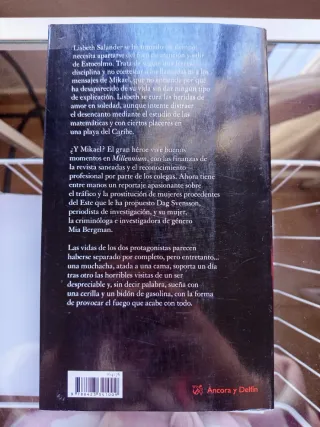 Lisbeth Salander se ha tomado un tiempo:
necesita apartarse del foco mediático y salir
de Estocolmo. Trata de seguir una férrea
disciplina y no contestar a las llamadas ni a los
mensajes de Mikael, que no entiende por qué
ha desaparecido de su vida sin dar ningún tipo
de explicación. Lisbeth se cura las heridas de
amor en soledad, aunque intente distraer
el desencanto mediante el estudio de las
matemáticas y con ciertos placeres en
una playa del Caribe.
¿Y Mikael? El gran héroe vive buenos
momentos en Millennium, con las finanzas de
la revista saneadas y el reconocimiento
profesional por parte de los colegas. Ahora tiene
entre manos un reportaje apasionante sobre
el tráfico y la prostitución de mujeres procedentes
del Este que le ha propuesto Dag Svensson,
periodista de investigación, y su mujer,
la criminóloga e investigadora de género
Mia Bergman.
Las vidas de los dos protagonistas parecen
haberse separado por completo, pero entretanto...
una muchacha, atada a una cama, soporta un día
tras otro las horribles visitas de un ser
despreciable y, sin decir palabra, sueña con
una cerilla y un bidón de gasolina, con la forma
de provocar el fuego que acabe con todo.
Áncora y Delfín